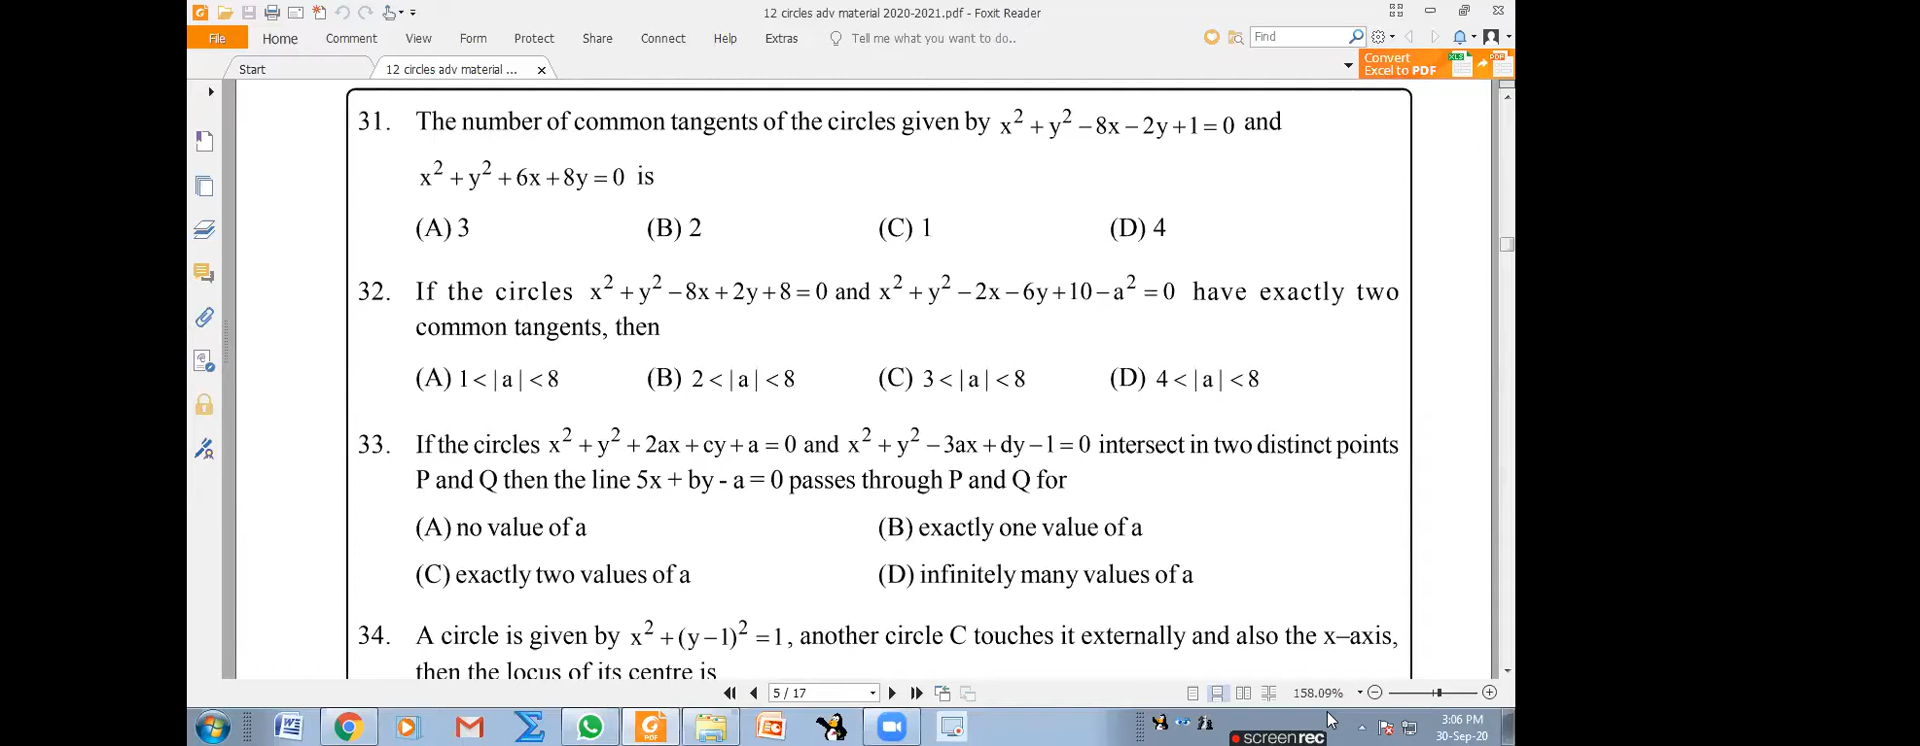 12 circles adv material 2020-2021.pdf - Foxit Reader
File Home Comment View Form Protect Share Connect Help Extras Tell me what you want to do.. Find
Start 12 circles adv material ... Convert
Excel to PDF
31. The number of common tangents of the circles given by x² + y² − 8x − 2y + 1 = 0 and
x² + y² + 6x + 8y = 0 is
(A) 3 (B) 2 (C) 1 (D) 4
32. If the circles x² + y² − 8x + 2y + 8 = 0 and x² + y² − 2x − 6y + 10 − a² = 0 have exactly two
common tangents, then
(A) 1 < | a | < 8 (B) 2 < | a | < 8 (C) 3 < | a | < 8 (D) 4 < | a | < 8
33. If the circles x² + y² + 2ax + cy + a = 0 and x² + y² − 3ax + dy − 1 = 0 intersect in two distinct points
P and Q then the line 5x + by - a = 0 passes through P and Q for
(A) no value of a (B) exactly one value of a
(C) exactly two values of a (D) infinitely many values of a
34. A circle is given by x² + (y − 1)² = 1, another circle C touches it externally and also the x–axis,
then the locus of its centre is
5 / 17 158.09%
3:06 PM
screenrec 30-Sep-20